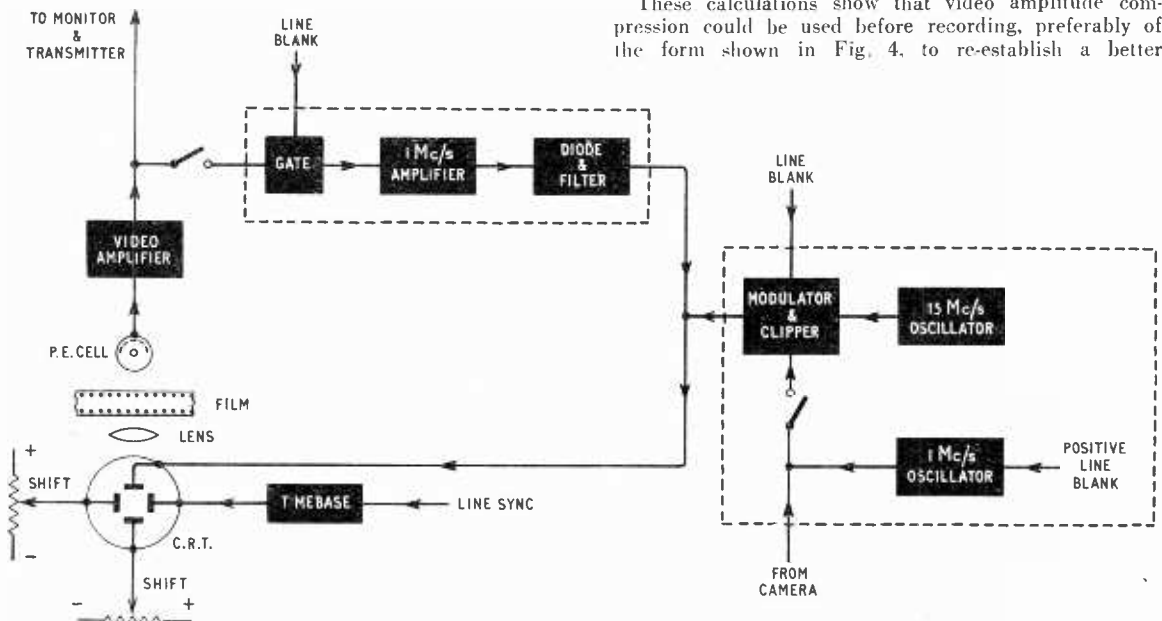 These calculations show that video amplitude com-
pression could be used before recording, preferably of
the form shown in Fig. 4, to re-establish a better
TO MONITOR
&
TRANSMITTER
LINE
BLANK
GATE
1 Mc/s
AMPLIFIER
DIODE
&
FILTER
VIDEO
AMPLIFIER
LINE
BLANK
MODULATOR
&
CLIPPER
15 Mc/s
OSCILLATOR
P.E. CELL
FILM
LENS
+
SHIFT
-
T MEBASE
LINE SYNC
C.R.T.
1 Mc/s
OSCILLATOR
POSITIVE
LINE
BLANK
SHIFT
- +
FROM
CAMERA